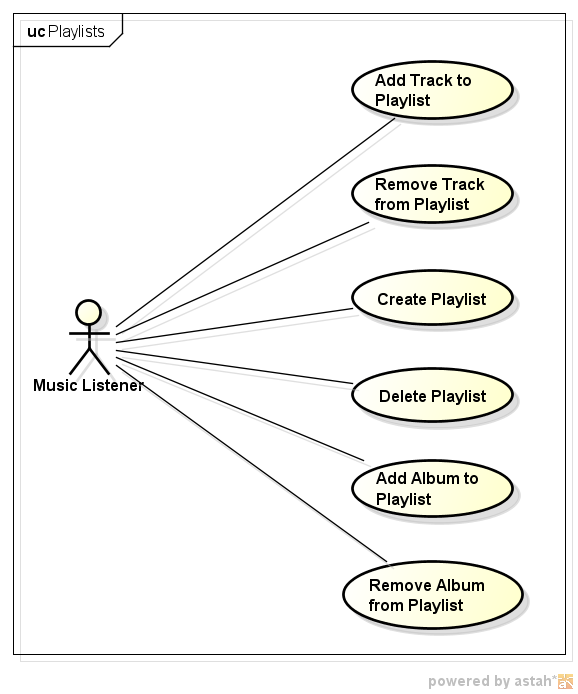 uc Playlists
Add Track to
Playlist
Remove Track
from Playlist
Create Playlist
Music Listener
Delete Playlist
Add Album to
Playlist
Remove Album
from Playlist
powered by astah*